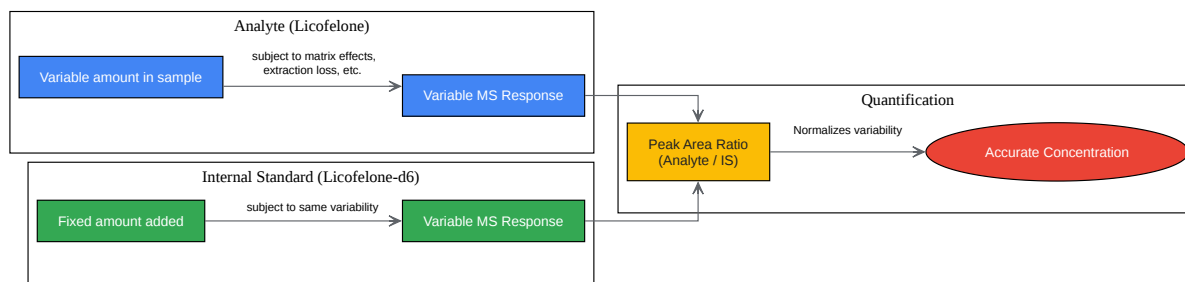 Analyte (Licofelone)
Variable amount in sample
subject to matrix effects,
extraction loss, etc.
Variable MS Response
Internal Standard (Licofelone-d6)
Fixed amount added
subject to same variability
Variable MS Response
Quantification
Peak Area Ratio
(Analyte / IS)
Normalizes variability
Accurate Concentration